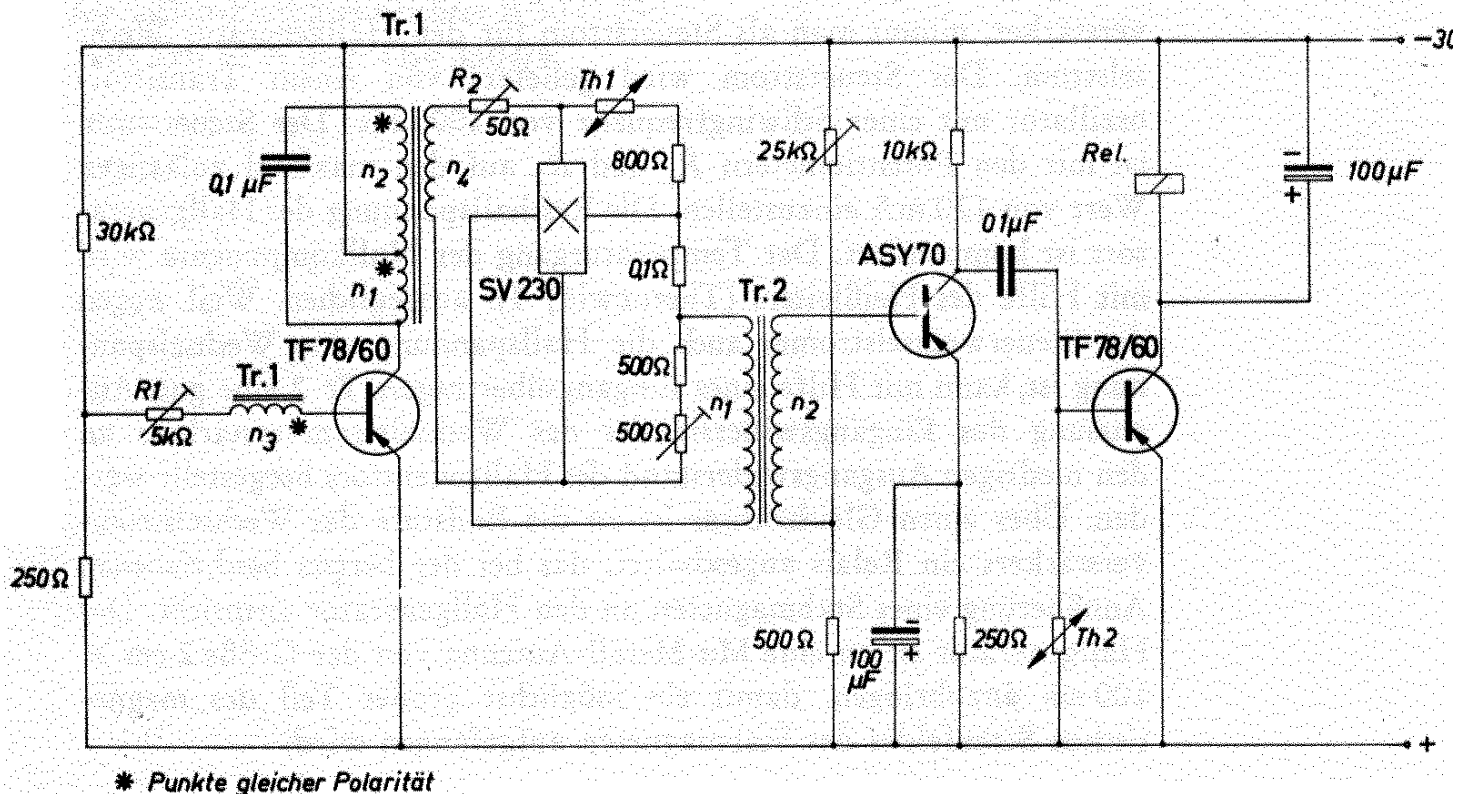 Tr.1
−30
R2
50Ω
Th1
0,1 µF
n2
n4
800Ω
25kΩ
10kΩ
Rel.
100µF
30kΩ
n1
SV 230
0,1Ω
ASY70
0 1µF
Tr.2
TF78/60
R1
5kΩ
Tr.1
n3
500Ω
500Ω
n1
n2
TF78/60
250Ω
500Ω
100
µF
250Ω
Th2
+
−
+
−
+
✱ Punkte gleicher Polarität